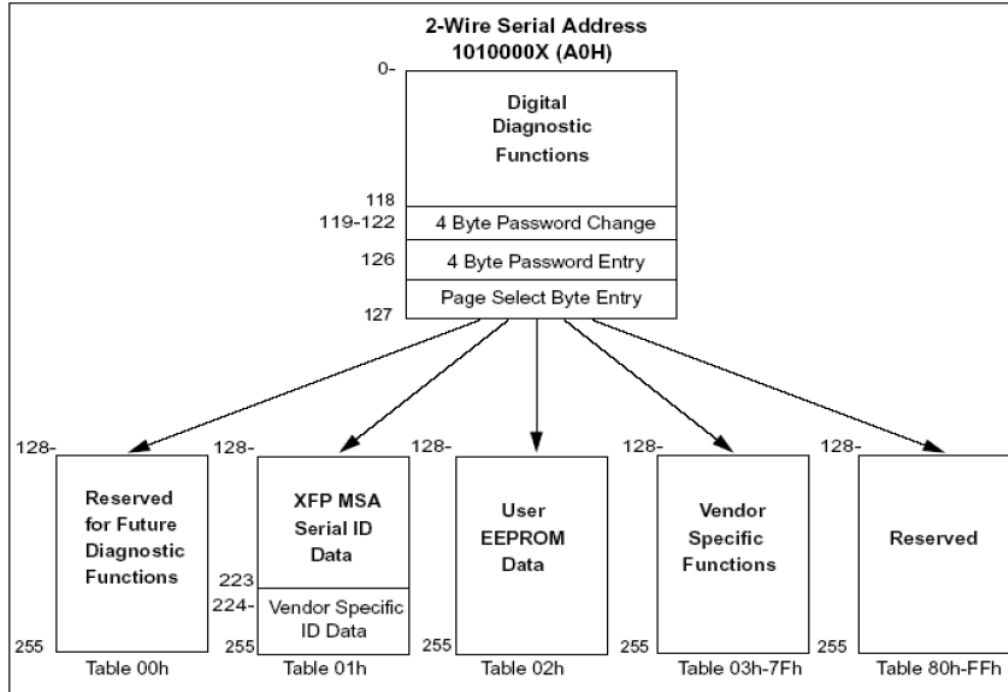 2-Wire Serial Address
1010000X (A0H)
0-
Digital
Diagnostic
Functions
118
119-122
4 Byte Password Change
126
4 Byte Password Entry
Page Select Byte Entry
127
128-
Reserved
for Future
Diagnostic
Functions
255
Table 00h
128-
XFP MSA
Serial ID
Data
223
224-
Vendor Specific
ID Data
255
Table 01h
128-
User
EEPROM
Data
255
Table 02h
128-
Vendor
Specific
Functions
255
Table 03h-7Fh
128-
Reserved
255
Table 80h-FFh